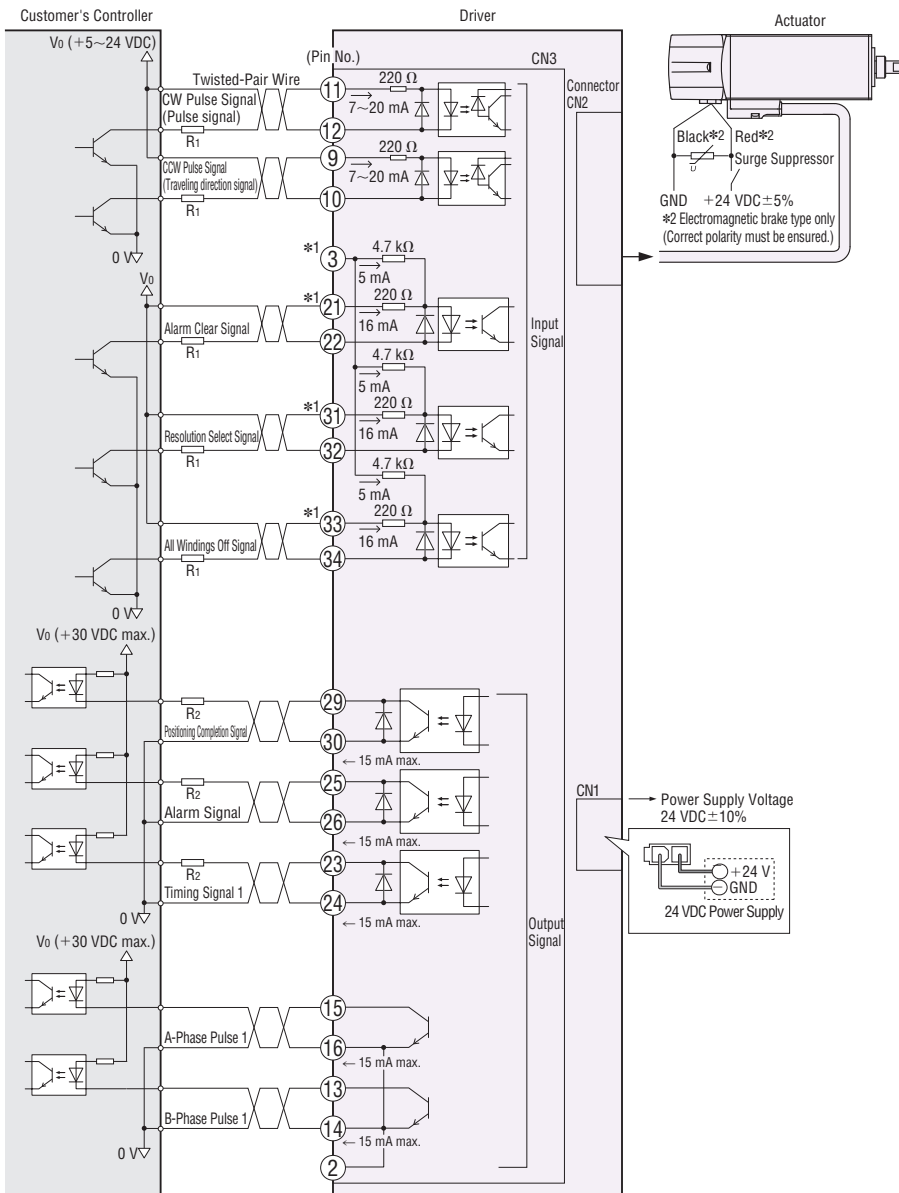 Customer's Controller
Driver
Actuator
V0 (+5~24 VDC)
(Pin No.)
CN3
Connector
CN2
Twisted-Pair Wire
CW Pulse Signal
(Pulse signal)
R1
11
220 Ω
7~20 mA
12
CCW Pulse Signal
(Traveling direction signal)
R1
9
220 Ω
7~20 mA
10
0 V
Black*2
Red*2
Surge Suppressor
U
GND
+24 VDC±5%
*2 Electromagnetic brake type only
(Correct polarity must be ensured.)
*1
3
4.7 kΩ
5 mA
V0
*1
21
220 Ω
16 mA
22
Alarm Clear Signal
R1
Input
Signal
4.7 kΩ
5 mA
*1
31
220 Ω
16 mA
32
Resolution Select Signal
R1
4.7 kΩ
5 mA
*1
33
220 Ω
16 mA
34
All Windings Off Signal
R1
0 V
V0 (+30 VDC max.)
R2
Positioning Completion Signal
29
30
← 15 mA max.
R2
Alarm Signal
25
26
← 15 mA max.
R2
Timing Signal 1
23
24
← 15 mA max.
0 V
CN1
Power Supply Voltage
24 VDC±10%
+24 V
GND
24 VDC Power Supply
Output
Signal
V0 (+30 VDC max.)
A-Phase Pulse 1
15
16
← 15 mA max.
B-Phase Pulse 1
13
14
← 15 mA max.
0 V
2